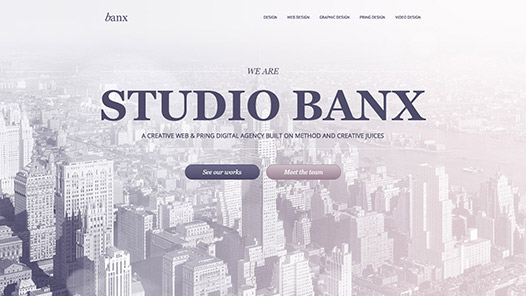 banx
DESIGN WEB DESIGN GRAPHIC DESIGN PRING DESIGN VIDEO DESIGN
WE ARE
STUDIO BANX
A CREATIVE WEB & PRING DIGITAL AGENCY BUILT ON METHOD AND CREATIVE JUICES
See our works Meet the team